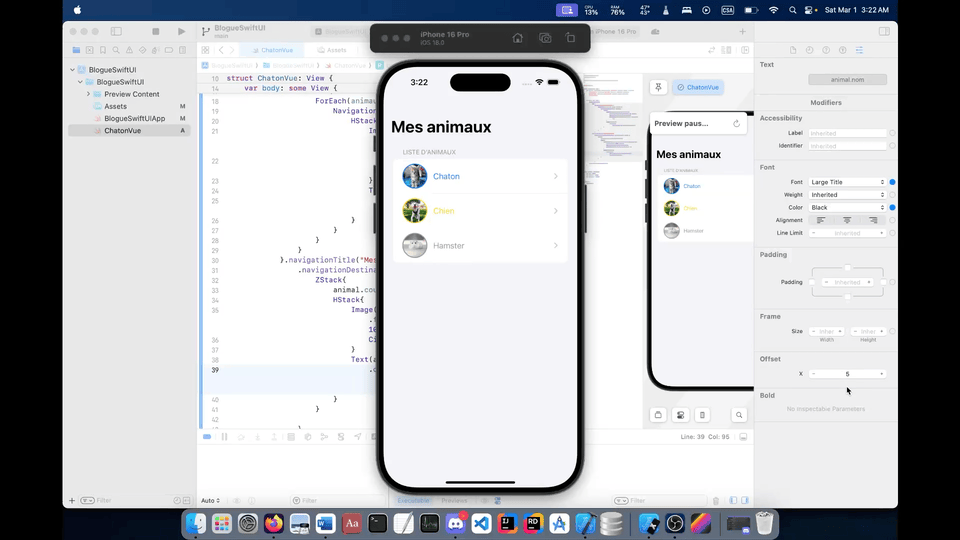 CPU
13%
RAM
76%
47°
43°
CSA
Sat Mar 1 3:22 AM
BlogueSwiftUI
main
iPhone 16 Pro
iOS 18.0
iPhone 16 Pro
ChatonVue
Assets
BlogueSwiftUI
BlogueSwiftUI
Preview Content
Assets M
BlogueSwiftUIApp M
ChatonVue A
10 struct ChatonVue: View {
14 var body: some View {
18 ForEach(animau
19 Navigation
20 HStack
21 Im
22
23 }
24 T
25
26 }
27 }
28 }
29 }
30 }.navigationTitle("Mes
31 .navigationDestina
32 ZStack{
33 animal.cou
34 HStack{
35 Image(
.
10
36 Ci
37 }
38 Text(a
39 .
40 }
41 }
42
43
3:22
Mes animaux
LISTE D'ANIMAUX
Chaton
Chien
Hamster
ChatonVue
Preview paus...
Mes animaux
LISTE D'ANIMAUX
Chaton
Chien
Hamster
Text
animal.nom
Modifiers
Accessibility
Label Inherited
Identifier Inherited
Font
Font Large Title
Weight Inherited
Color Black
Alignment
Line Limit Inherited
Padding
Padding Inherited
Frame
Size Inher Inher
Width Height
Offset
X 5
Bold
No Inspectable Parameters
Line: 39 Col: 95
Filter
Auto
Filter
Executable Previews
Filter